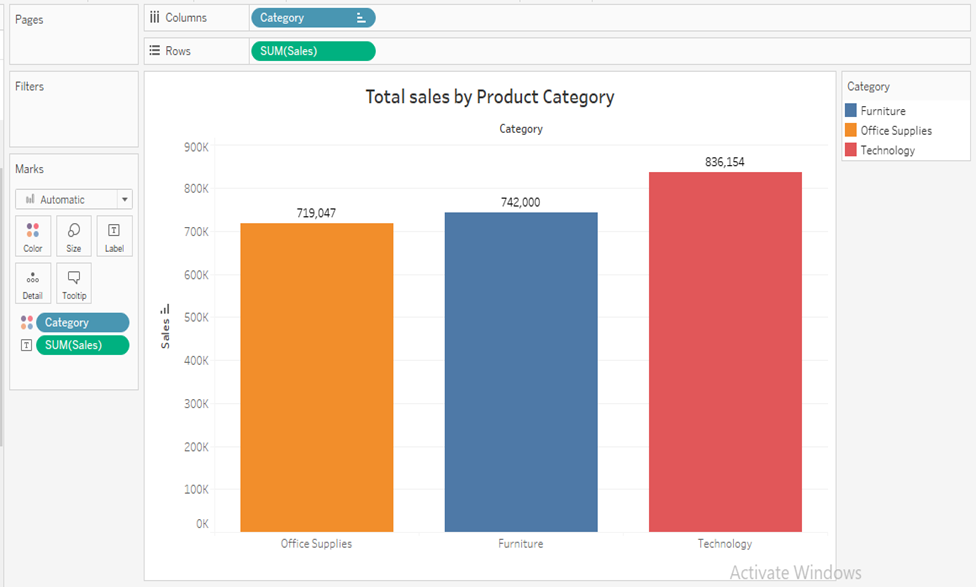 Pages
Columns
Category
Rows
SUM(Sales)
Filters
Marks
Automatic
Color
Size
Label
Detail
Tooltip
Category
SUM(Sales)
Total sales by Product Category
Category
900K
800K
700K
600K
500K
400K
300K
200K
100K
0K
Sales
719,047
742,000
836,154
Office Supplies
Furniture
Technology
Category
Furniture
Office Supplies
Technology
Activate Windows